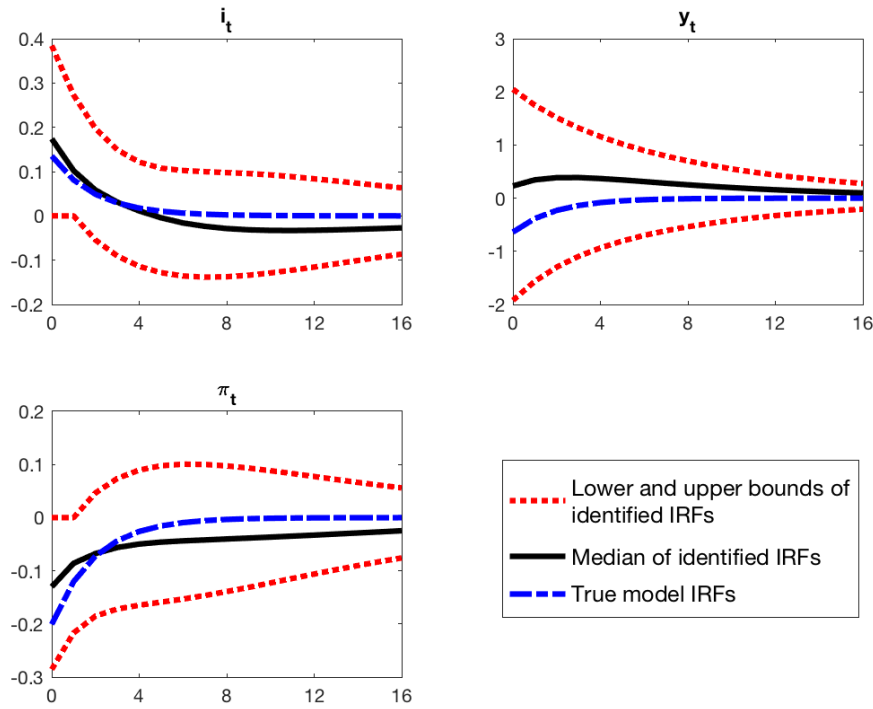 i_t
0.4
0.3
0.2
0.1
0
-0.1
-0.2
0 4 8 12 16
y_t
3
2
1
0
-1
-2
0 4 8 12 16
π_t
0.2
0.1
0
-0.1
-0.2
-0.3
0 4 8 12 16
Lower and upper bounds of
identified IRFs
Median of identified IRFs
True model IRFs